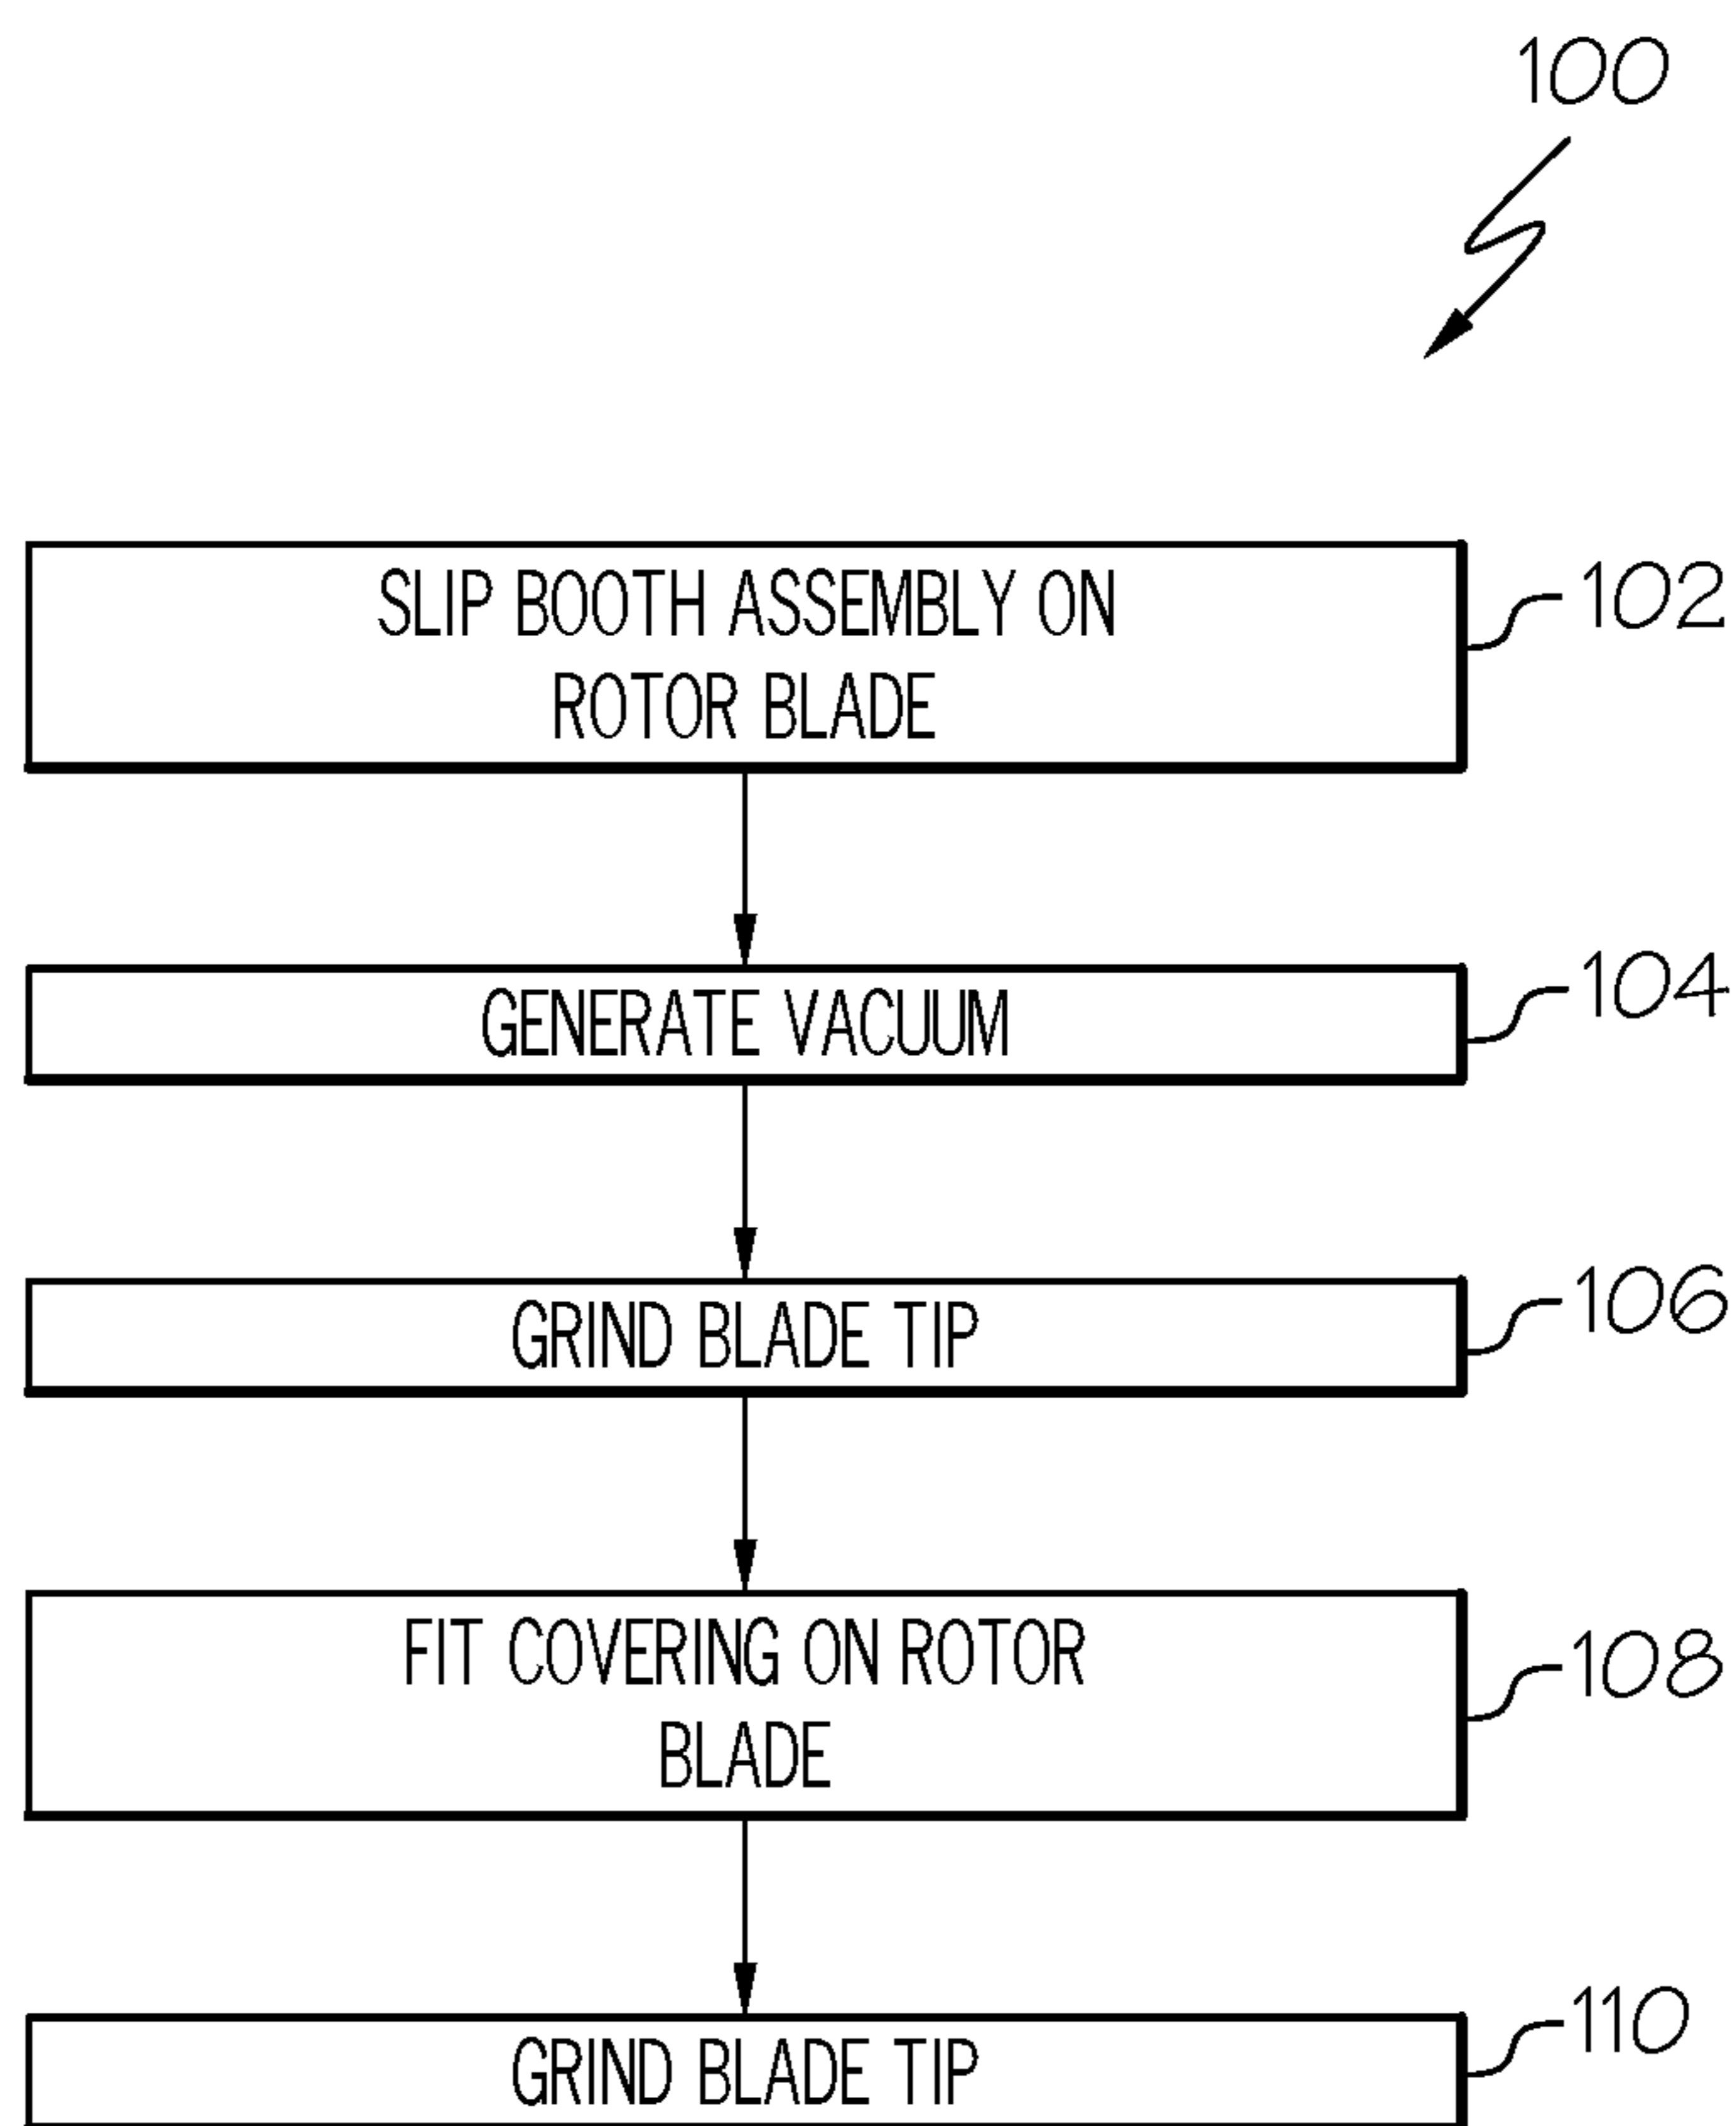 100
SLIP BOOTH ASSEMBLY ON
ROTOR BLADE
102
GENERATE VACUUM
104
GRIND BLADE TIP
106
FIT COVERING ON ROTOR
BLADE
108
GRIND BLADE TIP
110